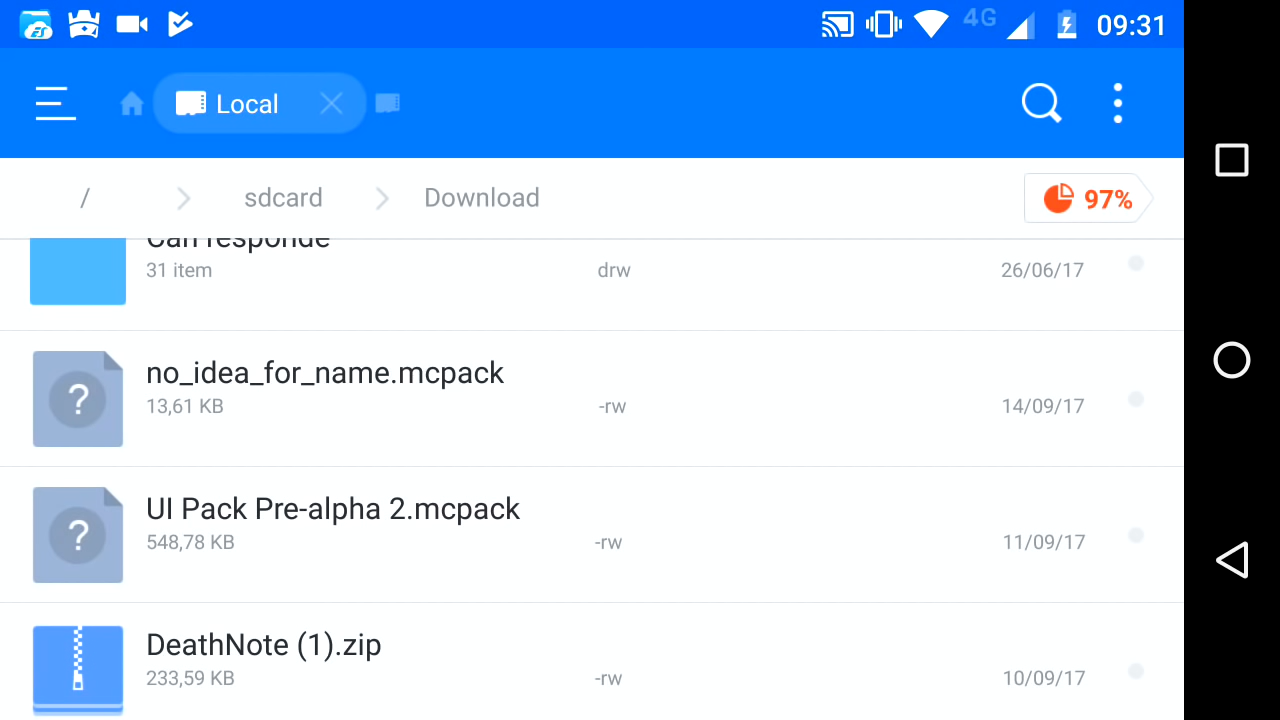 4G 09:31
Local
/ sdcard Download 97%
Can responde
31 item drw 26/06/17
no_idea_for_name.mcpack
13,61 KB -rw 14/09/17
UI Pack Pre-alpha 2.mcpack
548,78 KB -rw 11/09/17
DeathNote (1).zip
233,59 KB -rw 10/09/17